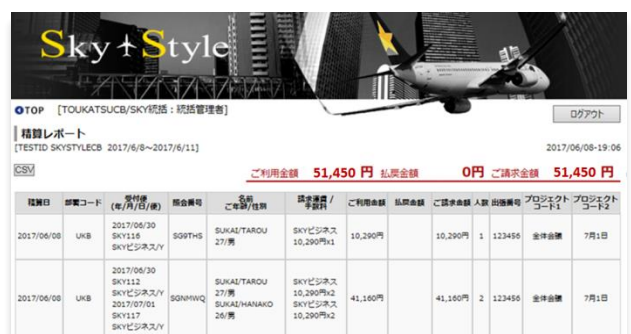 Sky Style
TOP [TOUKATSUCB/SKY統括：統括管理者]
ログアウト
精算レポート
[TESTID SKYSTYLECB 2017/6/8～2017/6/11]
2017/06/08-19:06
CSV
ご利用金額 51,450 円 払戻金額 0円 ご請求金額 51,450 円
精算日 部署コード 受付便(年/月/日/便) 照会番号 名前 ご年齢/性別 請求運賃/手数料 ご利用金額 払戻金額 ご請求金額 人数 出張番号 プロジェクトコード1 プロジェクトコード2
2017/06/08 UKB 2017/06/30 SKY116 SKYビジネス/Y SG9THS SUKAI/TAROU 27/男 SKYビジネス 10,290円x1 10,290円 10,290円 1 123456 全体会議 7月1日
2017/06/08 UKB 2017/06/30 SKY112 SKYビジネス/Y 2017/07/01 SKY117 SKYビジネス/Y SGNMWQ SUKAI/TAROU 27/男 SUKAI/HANAKO 26/男 SKYビジネス 10,290円x2 SKYビジネス 10,290円x2 41,160円 41,160円 2 123456 全体会議 7月1日